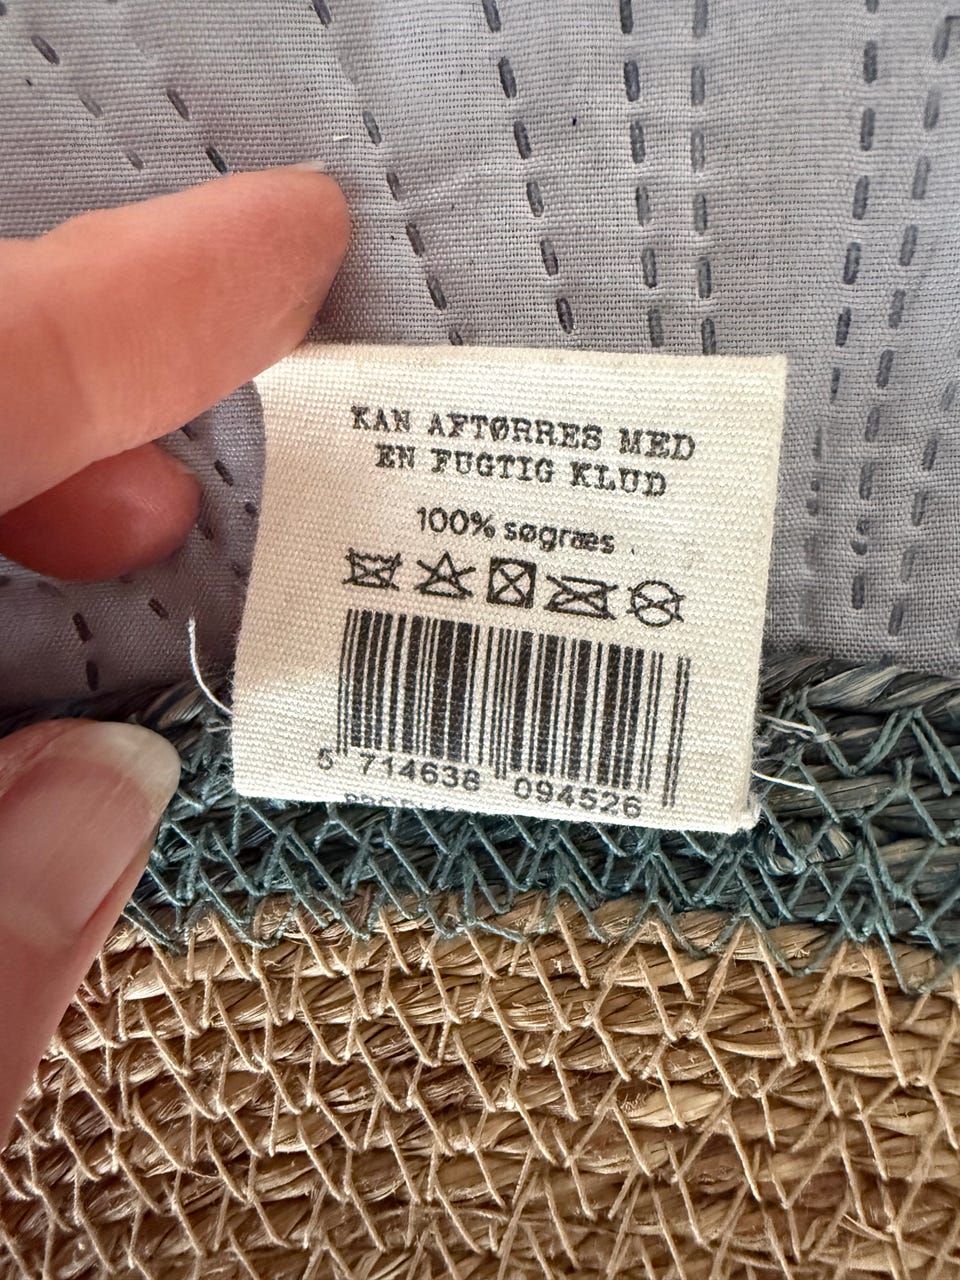 KAN AFTØRRES MED
EN FUGTIG KLUD
100% søgræs .
5 714638 094526